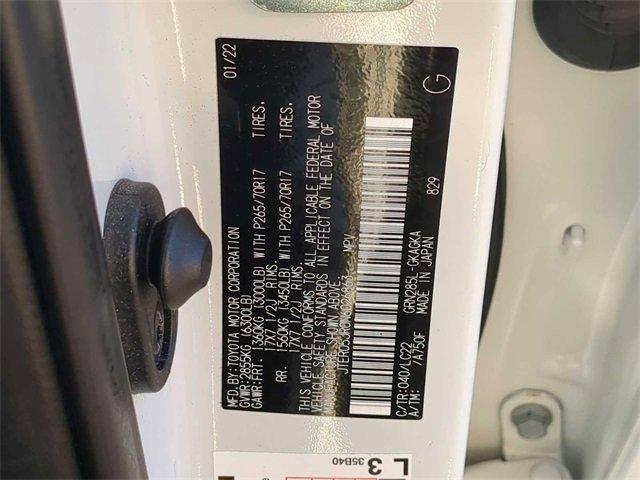 MFD.BY:TOYOTA MOTOR CORPORATION 01/22
GVWR:2855KG (6300LB)
GAWR:FRT. 1360KG (3000LB) WITH P265/70R17 TIRES.
17X7 1/2J RIMS.
RR. 1560KG (3450LB) WITH P265/70R17 TIRES.
17X7 1/2J RIMS.
THIS VEHICLE CONFORMS TO ALL APPLICABLE FEDERAL MOTOR
VEHICLE SAFETY STANDARDS IN EFFECT ON THE DATE OF
MANUFACTURE SHOWN ABOVE.
MPV
C/TR:040/LC22 GRN285L-GKAGKA 829
A/TM: /A750F MADE IN JAPAN G
L3
35B40